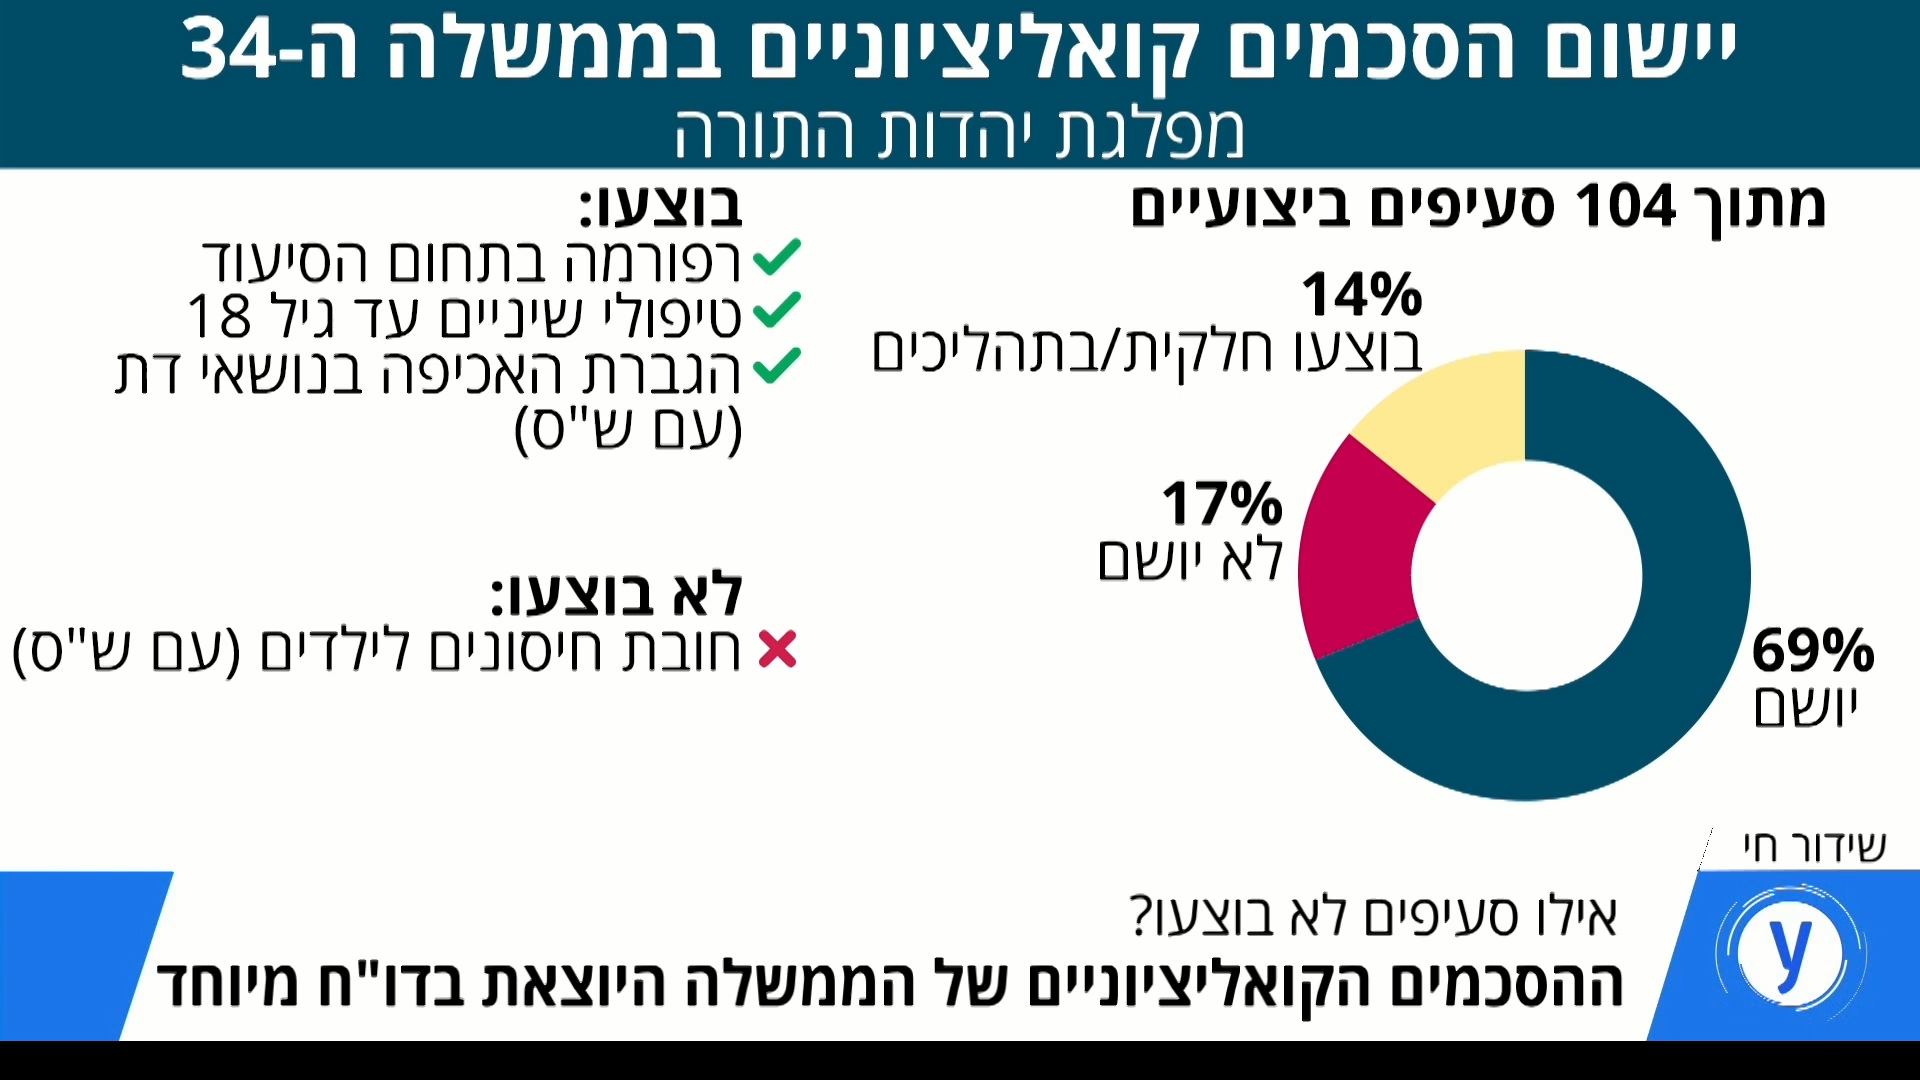 יישום הסכמים קואליציוניים בממשלה ה-34
מפלגת יהדות התורה
מתוך 104 סעיפים ביצועיים
14%
בוצעו חלקית/בתהליכים
17%
לא יושם
69%
יושם
בוצעו:
רפורמה בתחום הסיעוד
טיפולי שיניים עד גיל 18
הגברת האכיפה בנושאי דת
(עם ש"ס)
לא בוצעו:
חובת חיסונים לילדים (עם ש"ס)
שידור חי
y
אילו סעיפים לא בוצעו?
ההסכמים הקואליציוניים של הממשלה היוצאת בדו"ח מיוחד